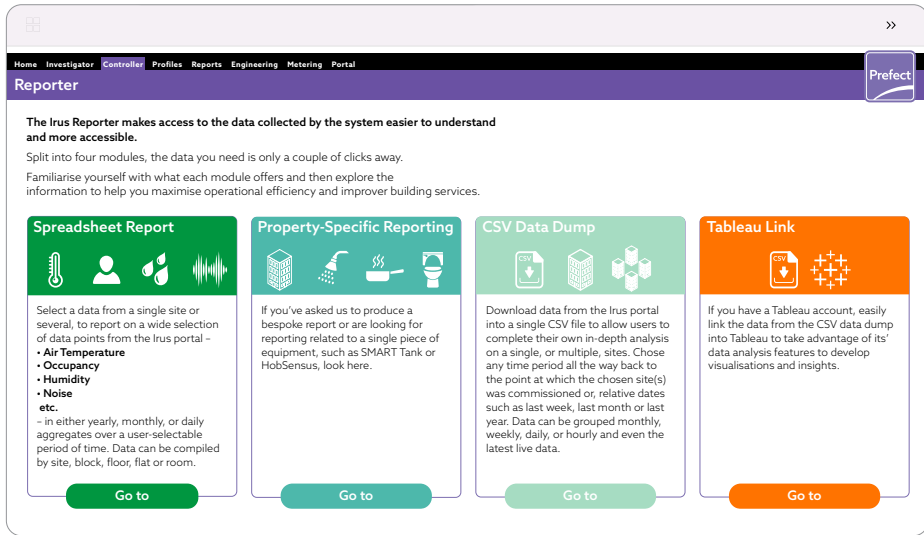 »
Home Investigator Controller Profiles Reports Engineering Metering Portal
Reporter
Prefect
The Irus Reporter makes access to the data collected by the system easier to understand
and more accessible.
Split into four modules, the data you need is only a couple of clicks away.
Familiarise yourself with what each module offers and then explore the
information to help you maximise operational efficiency and improver building services.
Spreadsheet Report
Select a data from a single site or
several, to report on a wide selection
of data points from the Irus portal –
• Air Temperature
• Occupancy
• Humidity
• Noise
etc.
– in either yearly, monthly, or daily
aggregates over a user-selectable
period of time. Data can be compiled
by site, block, floor, flat or room.
Go to
Property-Specific Reporting
If you've asked us to produce a
bespoke report or are looking for
reporting related to a single piece of
equipment, such as SMART Tank or
HobSensus, look here.
Go to
CSV Data Dump
CSV
Download data from the Irus portal
into a single CSV file to allow users to
complete their own in-depth analysis
on a single, or multiple, sites. Chose
any time period all the way back to
the point at which the chosen site(s)
was commissioned or, relative dates
such as last week, last month or last
year. Data can be grouped monthly,
weekly, daily, or hourly and even the
latest live data.
Go to
Tableau Link
CSV
If you have a Tableau account, easily
link the data from the CSV data dump
into Tableau to take advantage of its'
data analysis features to develop
visualisations and insights.
Go to